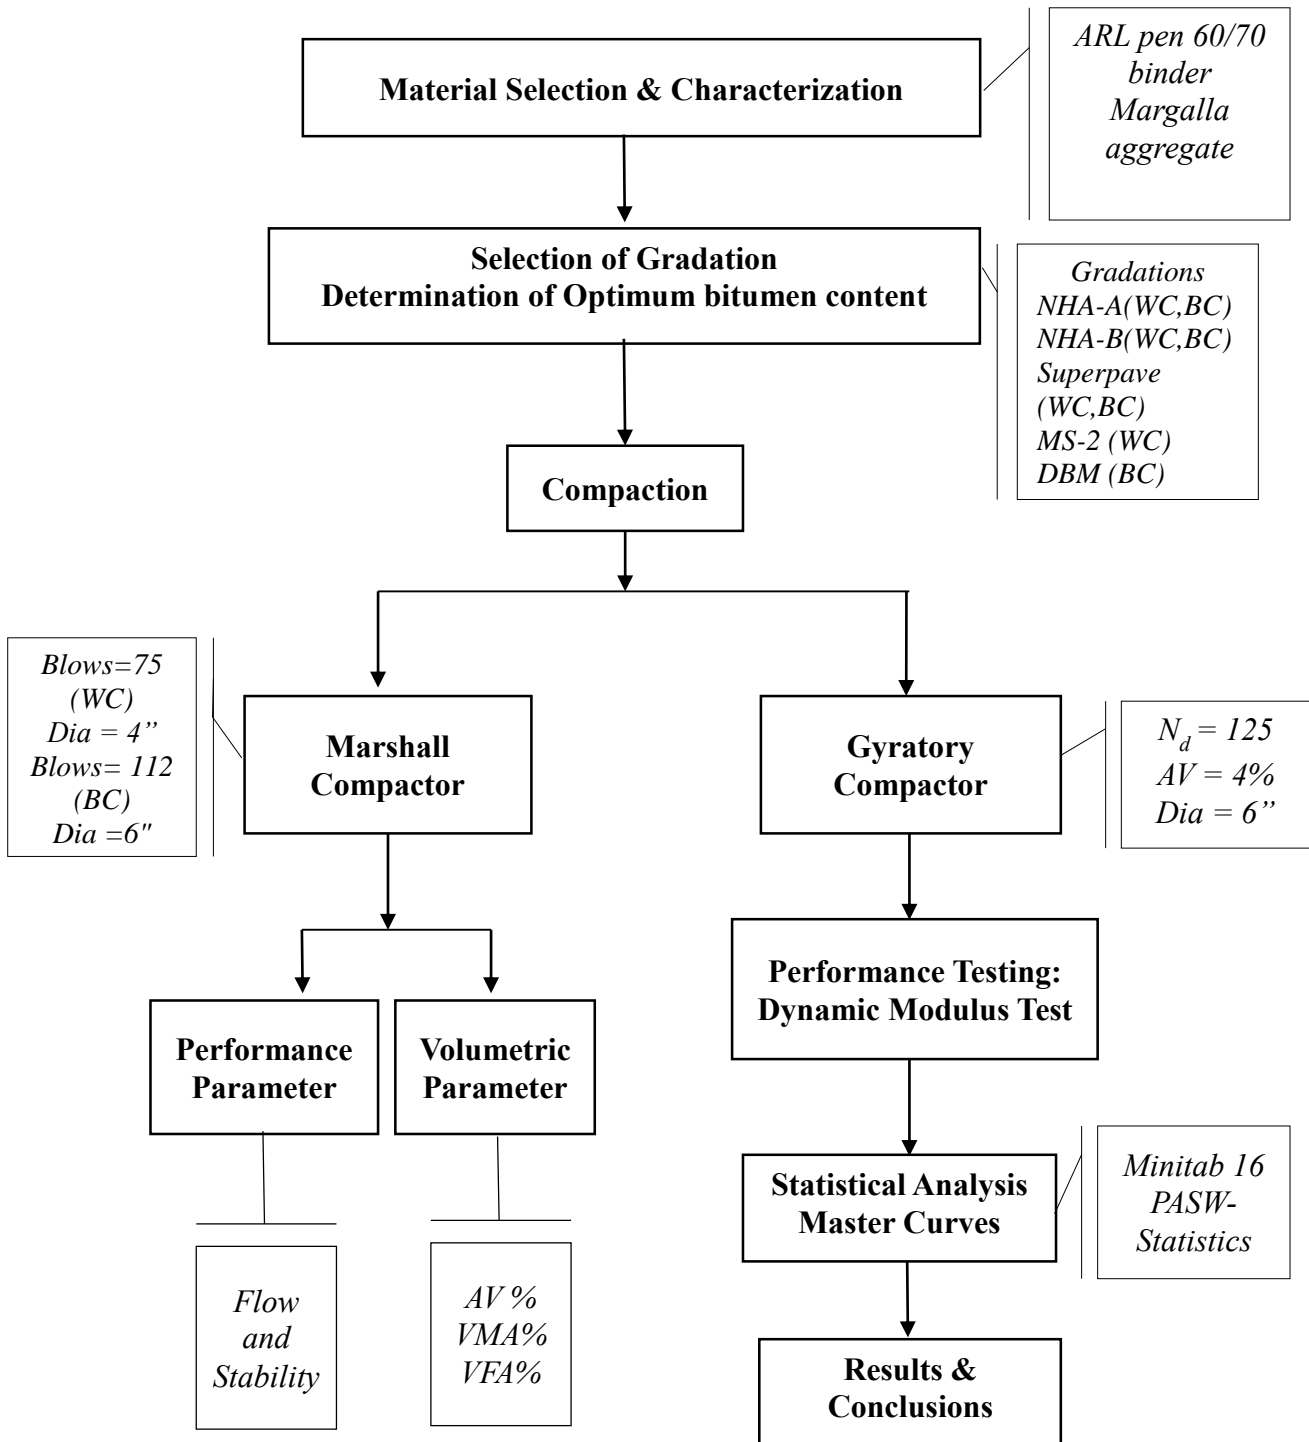 Material Selection & Characterization
ARL pen 60/70
binder
Margalla
aggregate
Selection of Gradation
Determination of Optimum bitumen content
Gradations
NHA-A(WC,BC)
NHA-B(WC,BC)
Superpave
(WC,BC)
MS-2 (WC)
DBM (BC)
Compaction
Blows=75
(WC)
Dia = 4”
Blows= 112
(BC)
Dia =6"
Marshall
Compactor
Gyratory
Compactor
N_d = 125
AV = 4%
Dia = 6”
Performance Testing:
Dynamic Modulus Test
Performance
Parameter
Volumetric
Parameter
Statistical Analysis
Master Curves
Minitab 16
PASW-
Statistics
Flow
and
Stability
AV %
VMA%
VFA%
Results &
Conclusions